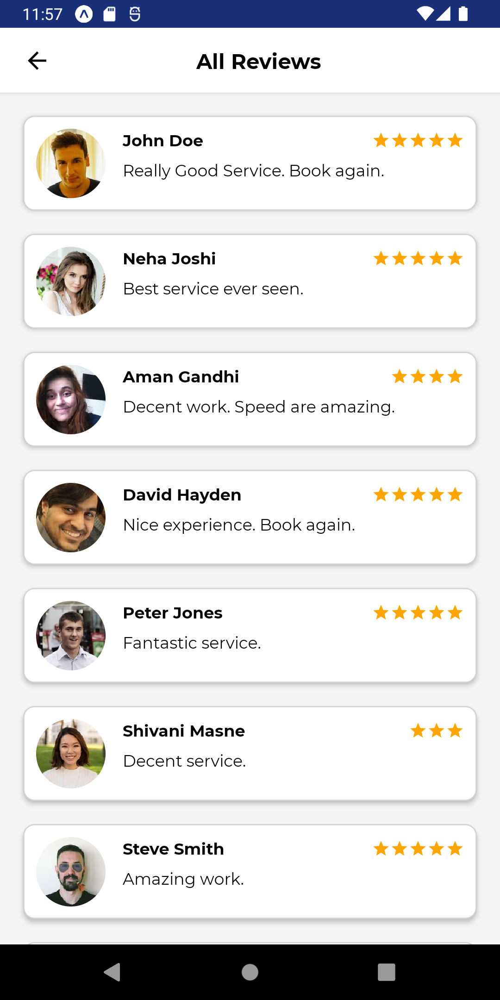 11:57
All Reviews
John Doe
Really Good Service. Book again.
Neha Joshi
Best service ever seen.
Aman Gandhi
Decent work. Speed are amazing.
David Hayden
Nice experience. Book again.
Peter Jones
Fantastic service.
Shivani Masne
Decent service.
Steve Smith
Amazing work.